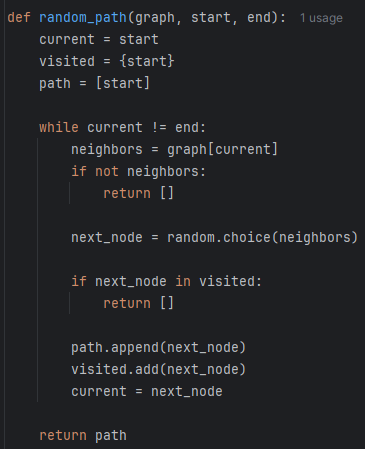 def random_path(graph, start, end): 1 usage
    current = start
    visited = {start}
    path = [start]

    while current != end:
        neighbors = graph[current]
        if not neighbors:
            return []

        next_node = random.choice(neighbors)

        if next_node in visited:
            return []

        path.append(next_node)
        visited.add(next_node)
        current = next_node

    return path